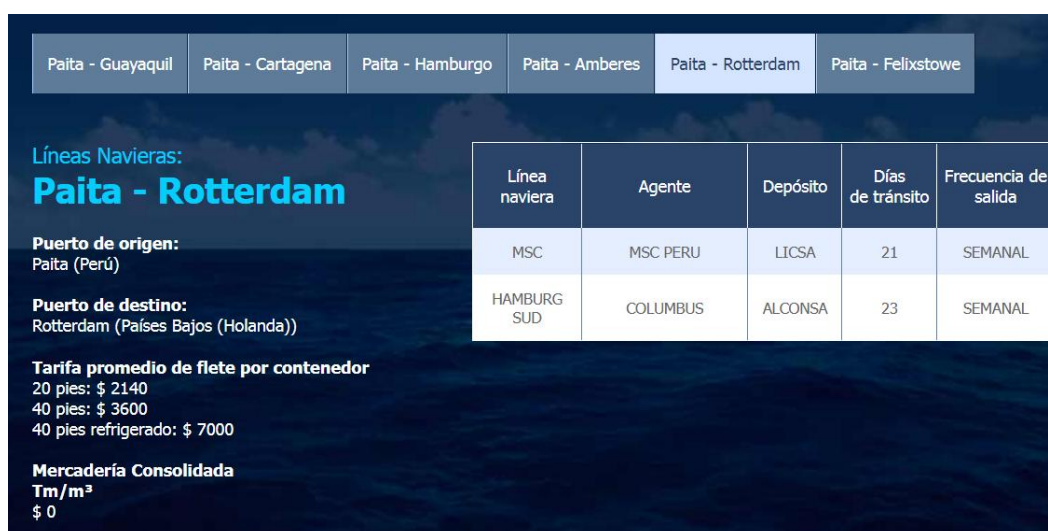 Paita - Guayaquil Paita - Cartagena Paita - Hamburgo Paita - Amberes Paita - Rotterdam Paita - Felixstowe
Líneas Navieras:
Paita - Rotterdam
Puerto de origen:
Paita (Perú)
Puerto de destino:
Rotterdam (Países Bajos (Holanda))
Tarifa promedio de flete por contenedor
20 pies: $ 2140
40 pies: $ 3600
40 pies refrigerado: $ 7000
Mercadería Consolidada
Tm/m³
$ 0
Línea naviera Agente Depósito Días de tránsito Frecuencia de salida
MSC MSC PERU LICSA 21 SEMANAL
HAMBURG SUD COLUMBUS ALCONSA 23 SEMANAL